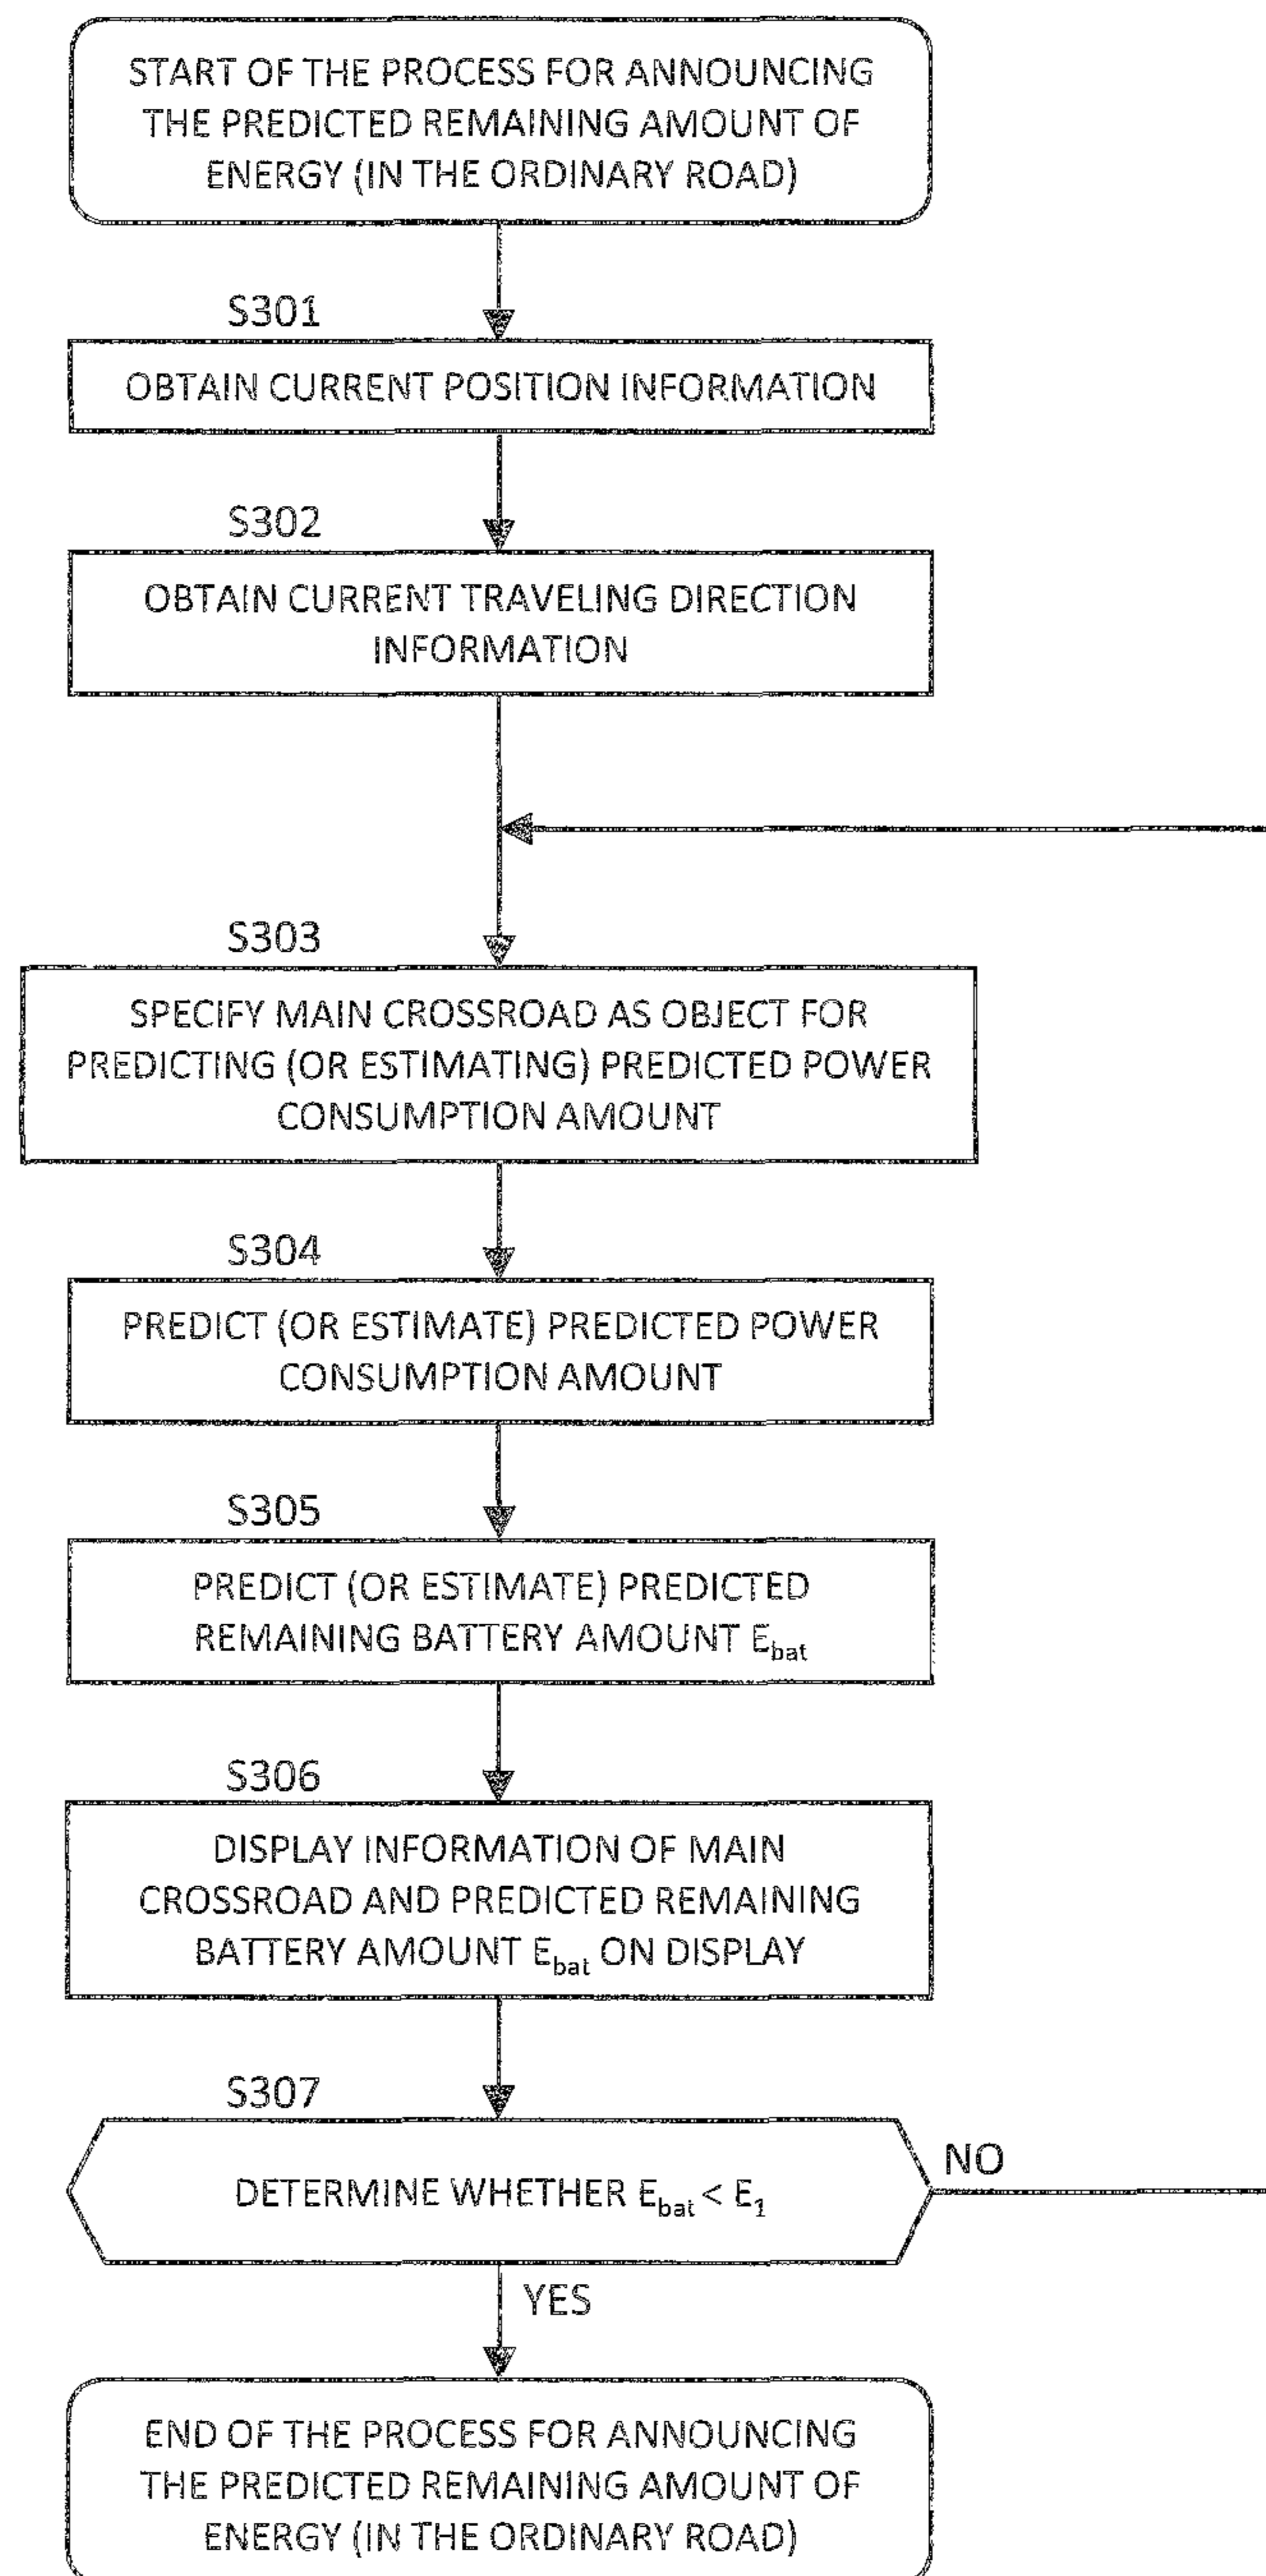 START OF THE PROCESS FOR ANNOUNCING
THE PREDICTED REMAINING AMOUNT OF
ENERGY (IN THE ORDINARY ROAD)
S301
OBTAIN CURRENT POSITION INFORMATION
S302
OBTAIN CURRENT TRAVELING DIRECTION
INFORMATION
S303
SPECIFY MAIN CROSSROAD AS OBJECT FOR
PREDICTING (OR ESTIMATING) PREDICTED POWER
CONSUMPTION AMOUNT
S304
PREDICT (OR ESTIMATE) PREDICTED POWER
CONSUMPTION AMOUNT
S305
PREDICT (OR ESTIMATE) PREDICTED
REMAINING BATTERY AMOUNT Ebat
S306
DISPLAY INFORMATION OF MAIN
CROSSROAD AND PREDICTED REMAINING
BATTERY AMOUNT Ebat ON DISPLAY
S307
DETERMINE WHETHER Ebat < E1
NO
YES
END OF THE PROCESS FOR ANNOUNCING
THE PREDICTED REMAINING AMOUNT OF
ENERGY (IN THE ORDINARY ROAD)